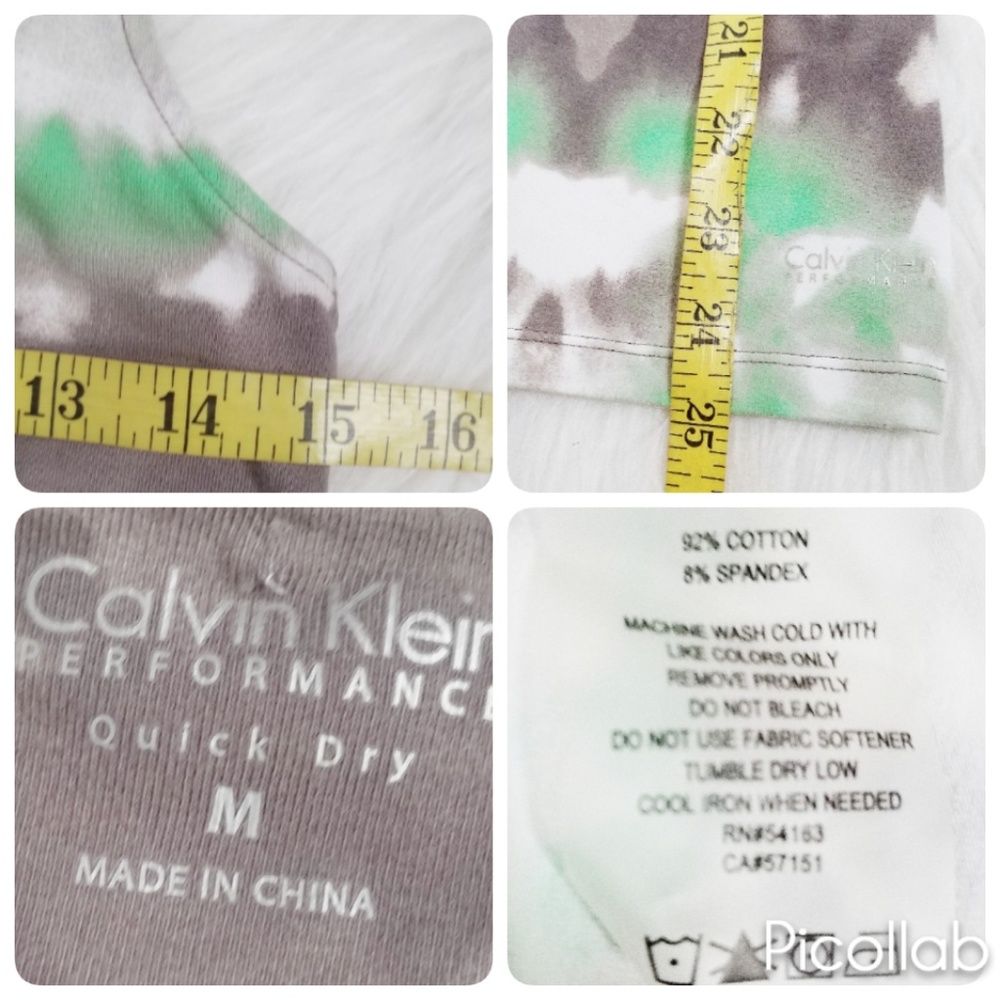 13 14 15 16
21
22
23
24
25
Calvin Klein
PERFORMANCE
Calvin Klein
PERFORMANCE
Quick Dry
M
MADE IN CHINA
92% COTTON
8% SPANDEX
MACHINE WASH COLD WITH
LIKE COLORS ONLY
REMOVE PROMPTLY
DO NOT BLEACH
DO NOT USE FABRIC SOFTENER
TUMBLE DRY LOW
COOL IRON WHEN NEEDED
RN#54163
CA#57151
Picollab